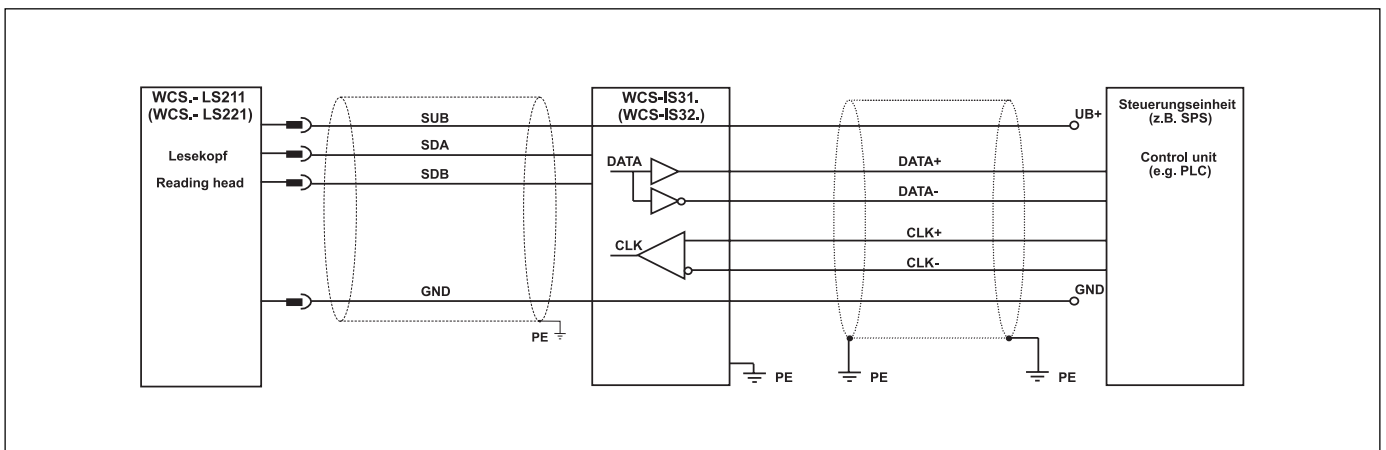 WCS.- LS211
(WCS.- LS221)
Lesekopf
Reading head
SUB
SDA
SDB
GND
PE
WCS-IS31.
(WCS-IS32.)
DATA
CLK
PE
DATA+
DATA-
CLK+
CLK-
PE
PE
UB+
GND
Steuerungseinheit
(z.B. SPS)
Control unit
(e.g. PLC)